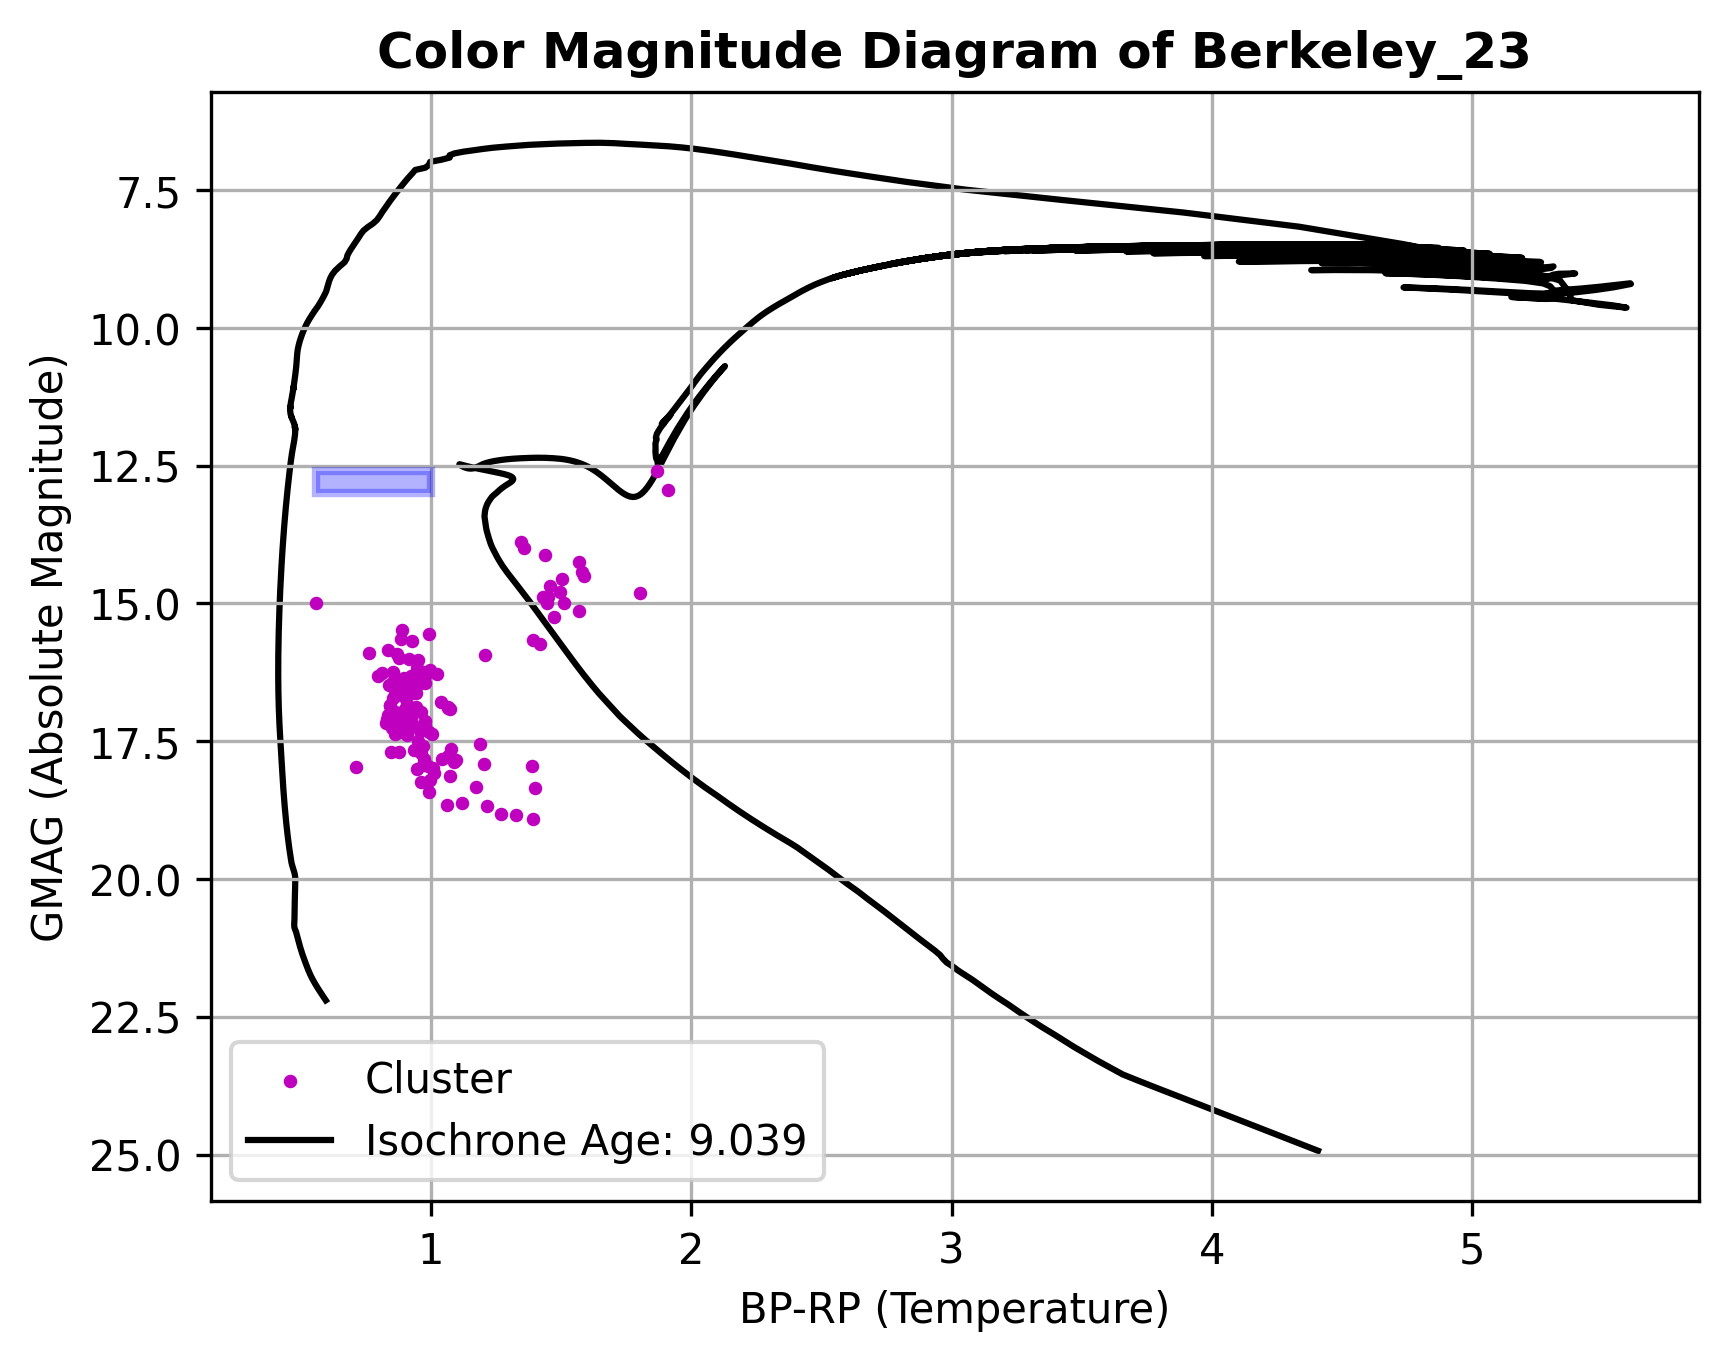 Color Magnitude Diagram of Berkeley_23
GMAG (Absolute Magnitude)
7.5
10.0
12.5
15.0
17.5
20.0
22.5
25.0
Cluster
Isochrone Age: 9.039
1 2 3 4 5
BP-RP (Temperature)